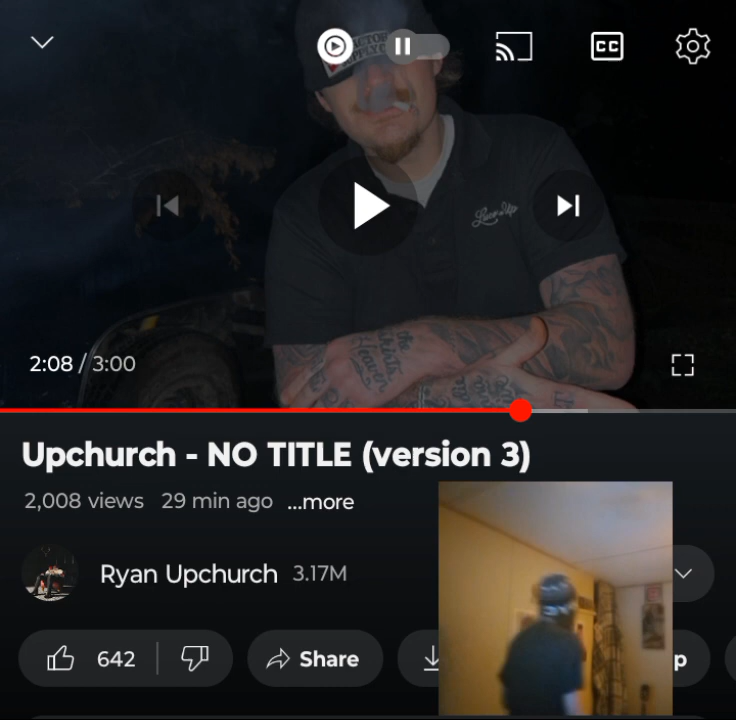 CC
2:08 / 3:00
Upchurch - NO TITLE (version 3)
2,008 views 29 min ago ...more
Ryan Upchurch 3.17M
642
Share
p